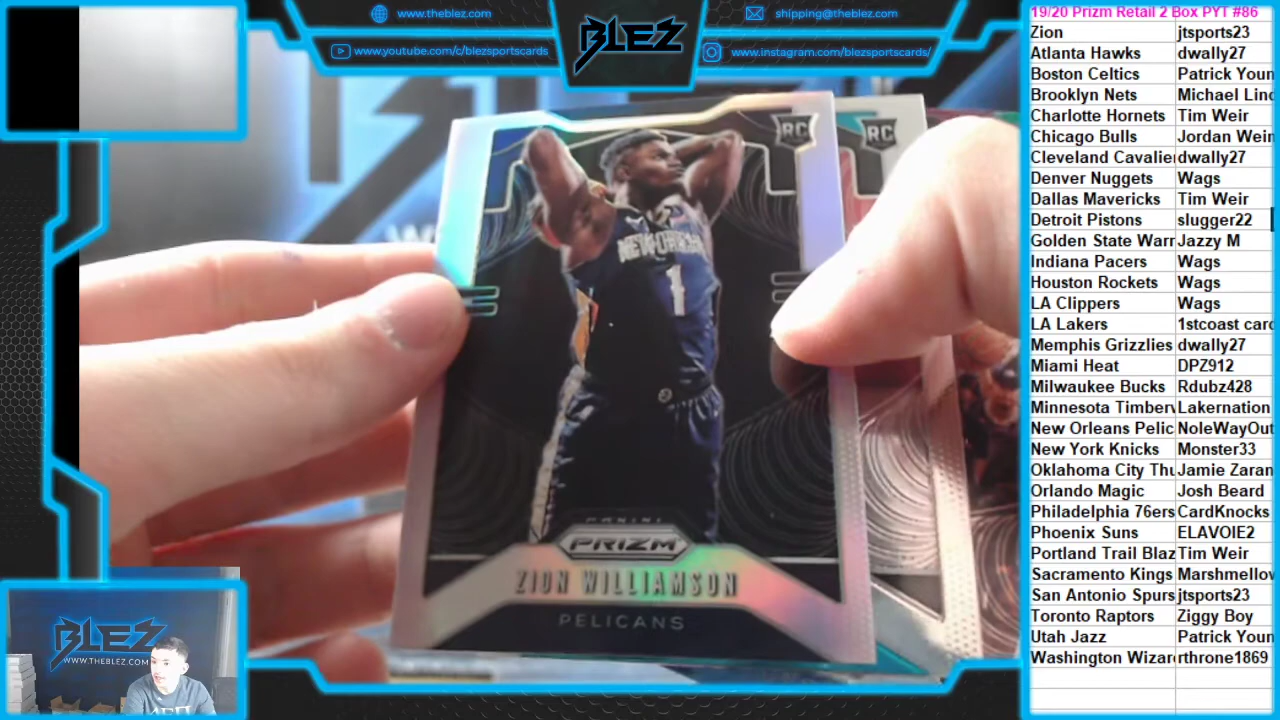 www.theblez.com
shipping@theblez.com
www.youtube.com/c/blezsportscards
www.instagram.com/blezsportscards/
BLEZ
RC
RC
NEW ORLEANS
1
PANINI
PRIZM
ZION WILLIAMSON
PELICANS
BLEZ
WWW.THEBLEZ.COM
19/20 Prizm Retail 2 Box PYT #86
Zion jtsports23
Atlanta Hawks dwally27
Boston Celtics Patrick Youn
Brooklyn Nets Michael Linc
Charlotte Hornets Tim Weir
Chicago Bulls Jordan Wein
Cleveland Cavalie dwally27
Denver Nuggets Wags
Dallas Mavericks Tim Weir
Detroit Pistons slugger22
Golden State Warr Jazzy M
Indiana Pacers Wags
Houston Rockets Wags
LA Clippers Wags
LA Lakers 1stcoast card
Memphis Grizzlies dwally27
Miami Heat DPZ912
Milwaukee Bucks Rdubz428
Minnesota Timberv Lakernation
New Orleans Pelic NoleWayOut
New York Knicks Monster33
Oklahoma City Thu Jamie Zaran
Orlando Magic Josh Beard
Philadelphia 76ers CardKnocks
Phoenix Suns ELAVOIE2
Portland Trail Blaz Tim Weir
Sacramento Kings Marshmellov
San Antonio Spurs jtsports23
Toronto Raptors Ziggy Boy
Utah Jazz Patrick Youn
Washington Wizar rthrone1869